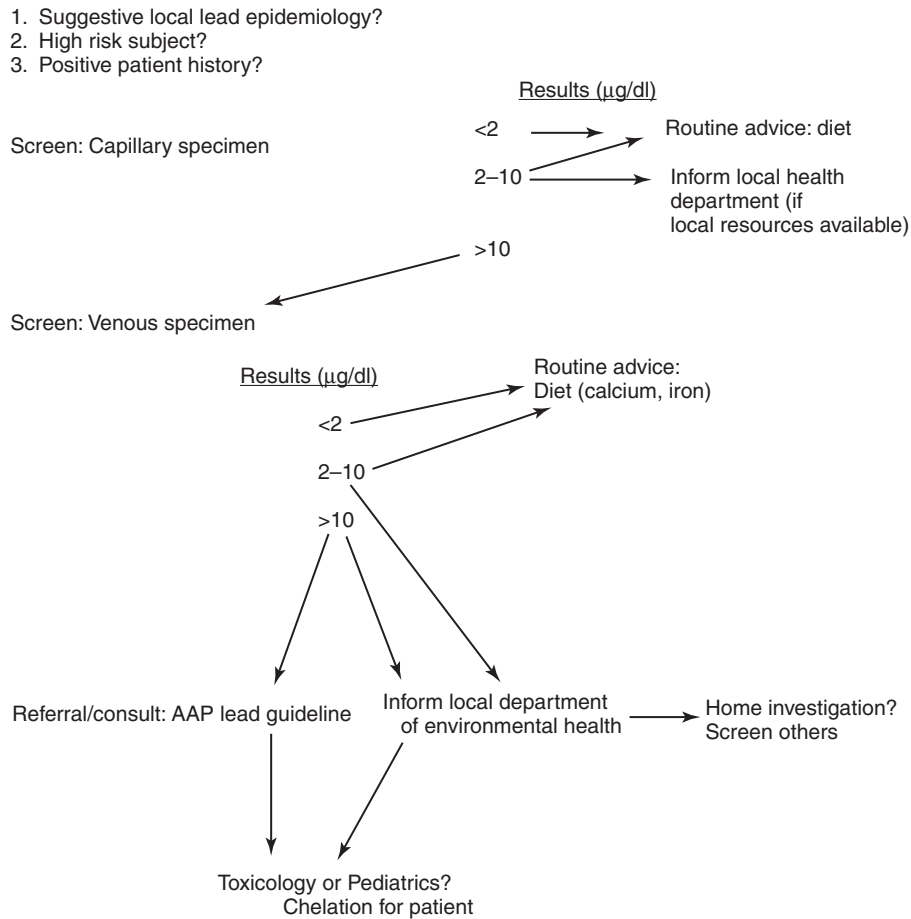 1. Suggestive local lead epidemiology?
2. High risk subject?
3. Positive patient history?
Results (μg/dl)
Screen: Capillary specimen
<2
Routine advice: diet
2–10
Inform local health
department (if
local resources available)
>10
Screen: Venous specimen
Results (μg/dl)
Routine advice:
Diet (calcium, iron)
<2
2–10
>10
Referral/consult: AAP lead guideline
Inform local department
of environmental health
Home investigation?
Screen others
Toxicology or Pediatrics?
Chelation for patient